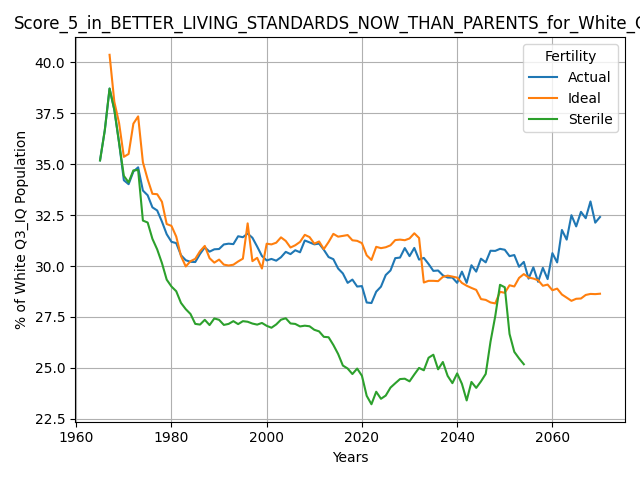 Score_5_in_BETTER_LIVING_STANDARDS_NOW_THAN_PARENTS_for_White_
Fertility
Actual
Ideal
Sterile
% of White Q3_IQ Population
40.0
37.5
35.0
32.5
30.0
27.5
25.0
22.5
1960
1980
2000
2020
2040
2060
Years